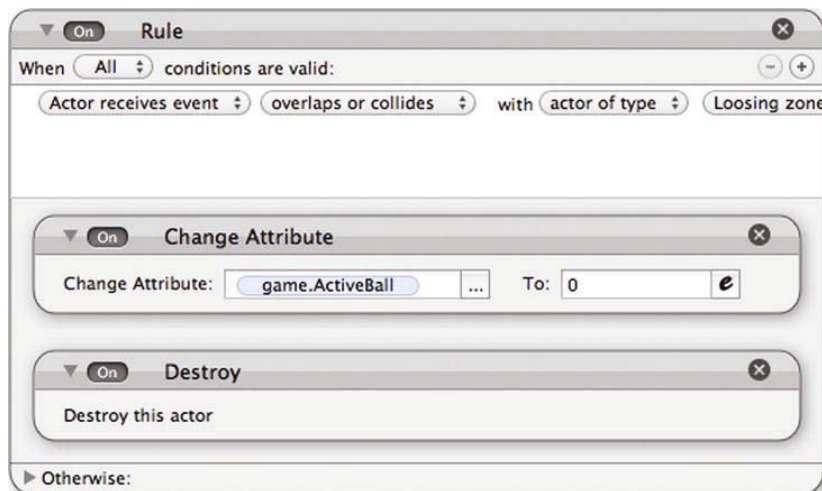 On Rule
When All conditions are valid:
Actor receives event overlaps or collides with actor of type Loosing zone
On Change Attribute
Change Attribute: game.ActiveBall ... To: 0 e
On Destroy
Destroy this actor
Otherwise: